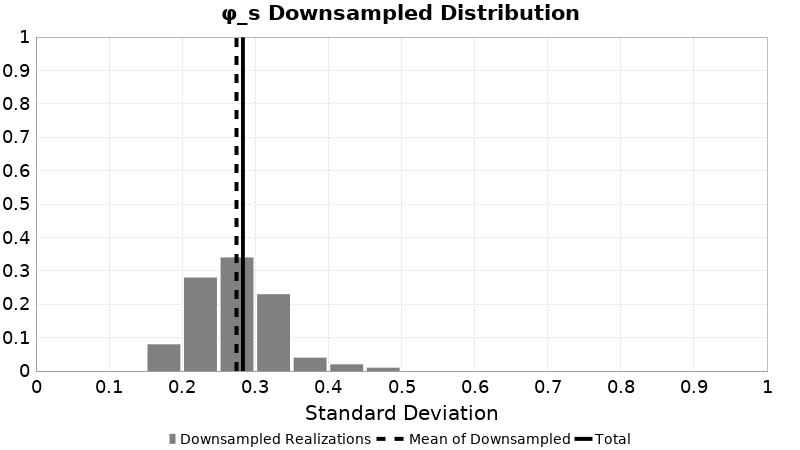 φ_s Downsampled Distribution
1
0.9
0.8
0.7
0.6
0.5
0.4
0.3
0.2
0.1
0
0 0.1 0.2 0.3 0.4 0.5 0.6 0.7 0.8 0.9 1
Standard Deviation
Downsampled Realizations Mean of Downsampled Total